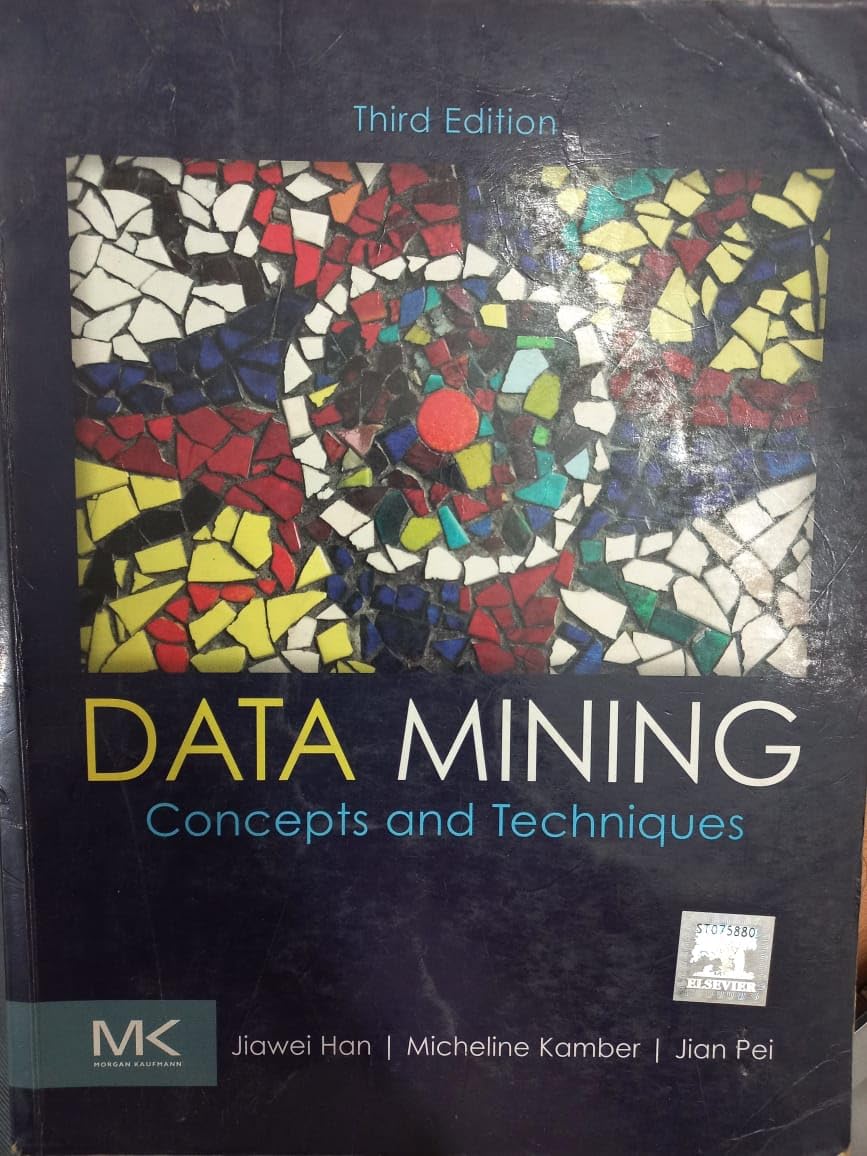 Third Edition
DATA MINING
Concepts and Techniques
ST075880
ELSEVIER
MK
MORGAN KAUFMANN
Jiawei Han | Micheline Kamber | Jian Pei